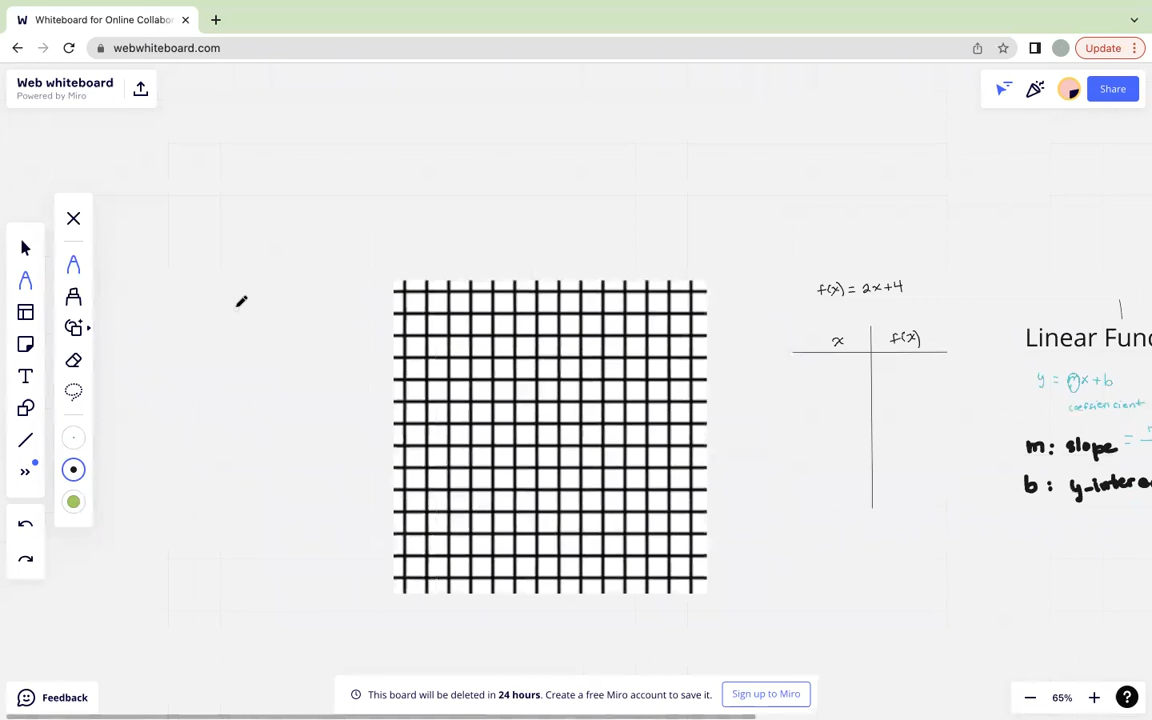 Whiteboard for Online Collabor
webwhiteboard.com
Update
Web whiteboard
Powered by Miro
Share
f(x) = 2x+4
x f(x)
Linear Func
y = mx+b
coefficient
m: slope =
b: y-interce
T
Feedback
This board will be deleted in 24 hours. Create a free Miro account to save it.
Sign up to Miro
65%
?